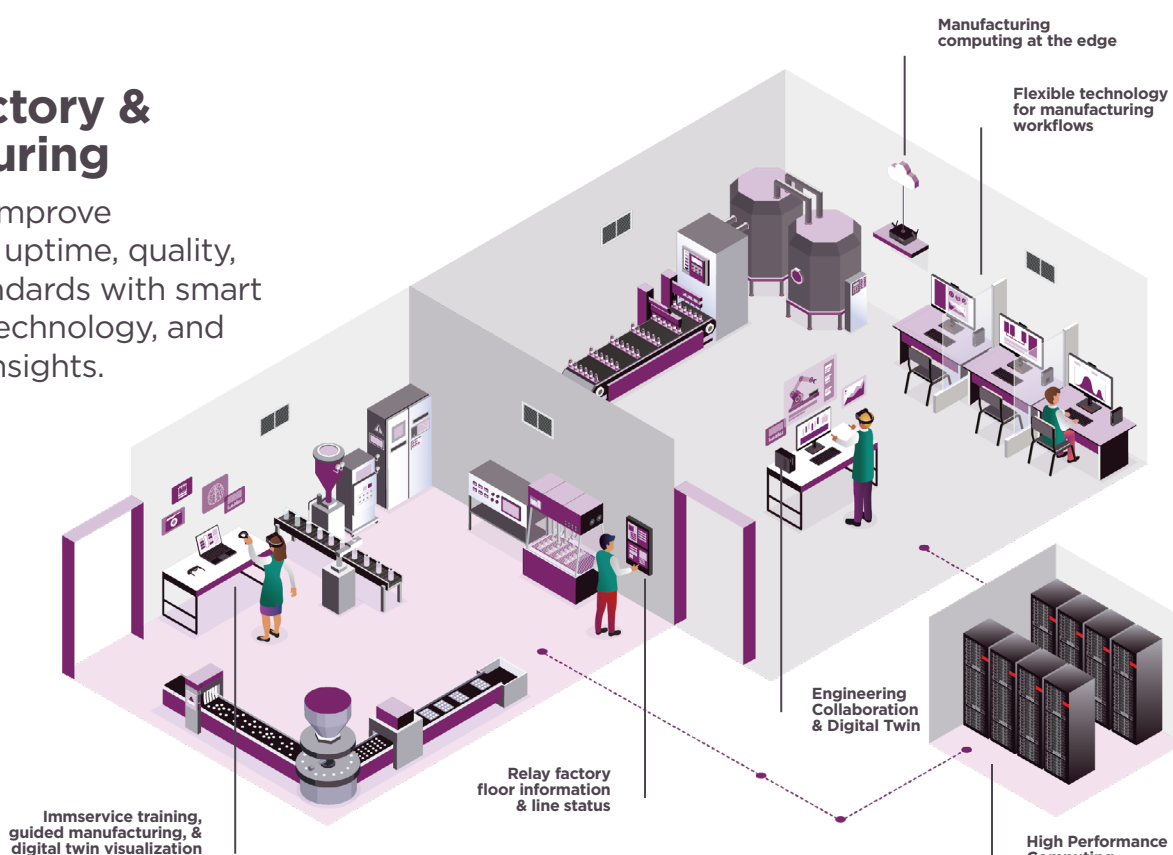 Manufacturing
computing at the edge
Flexible technology
for manufacturing
workflows
ctory &
uring
mprove
uptime, quality,
ndards with smart
echnology, and
nsights.
Engineering
Collaboration
& Digital Twin
Relay factory
floor information
& line status
Immservice training,
guided manufacturing, &
digital twin visualization
High Performance
Computing